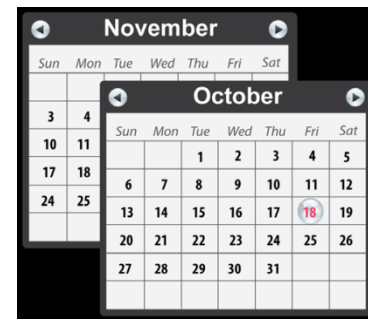 November
Sun Mon Tue Wed Thu Fri Sat
3 4
10 11
17 18
24 25
October
Sun Mon Tue Wed Thu Fri Sat
1 2 3 4 5
6 7 8 9 10 11 12
13 14 15 16 17 18 19
20 21 22 23 24 25 26
27 28 29 30 31